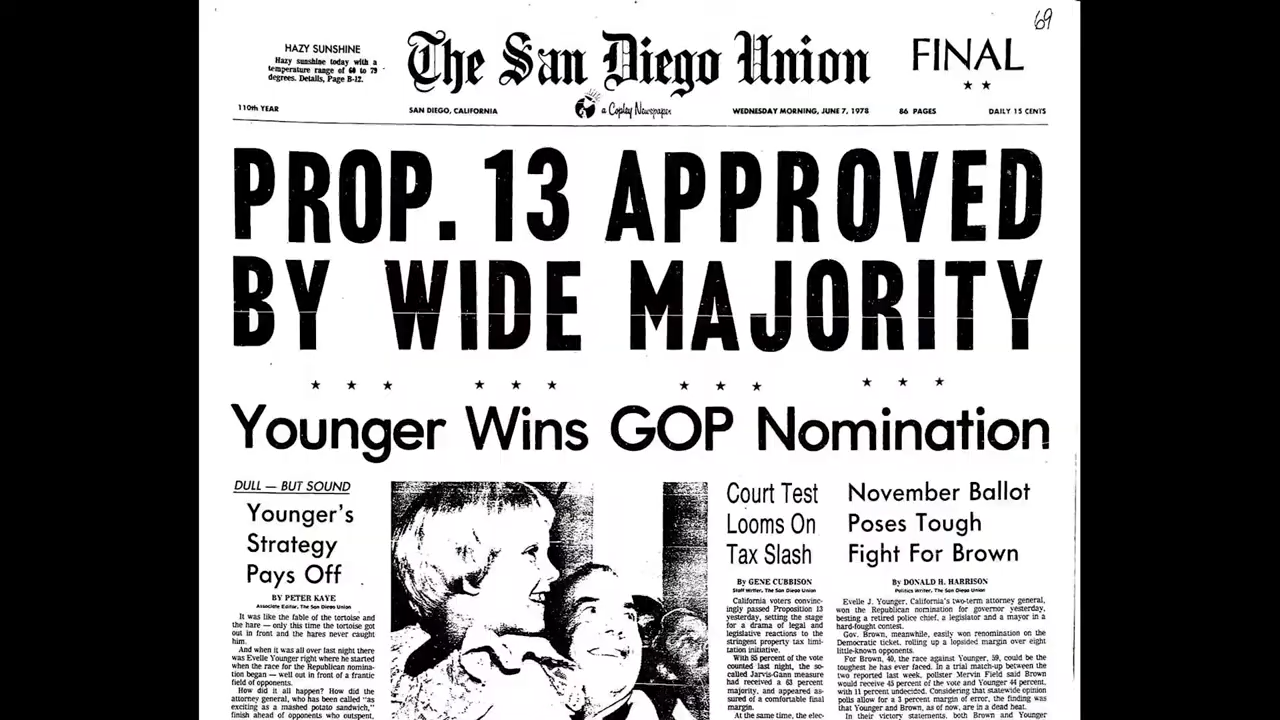 69
HAZY SUNSHINE
Hazy sunshine today with a
temperature range of 60 to 79
degrees. Details, Page B-12.
The San Diego Union
FINAL
110th YEAR
SAN DIEGO, CALIFORNIA
a Copley Newspaper
WEDNESDAY MORNING, JUNE 7, 1978
86 PAGES
DAILY 15 CENTS
PROP. 13 APPROVED
BY WIDE MAJORITY
Younger Wins GOP Nomination
DULL — BUT SOUND
Younger's
Strategy
Pays Off
BY PETER KAYE
Associate Editor, The San Diego Union
It was like the fable of the tortoise and
the hare — only this time the tortoise got
out in front and the hares never caught
him.
And when it was all over last night there
was Evelle Younger right where he started
when the race for the Republican nomina-
tion began — well out in front of a frantic
field of opponents.
How did it all happen? How did the
attorney general, who has been called "as
exciting as a mashed potato sandwich,"
finish ahead of opponents who outspent,
Court Test
Looms On
Tax Slash
By GENE CUBBISON
Staff Writer, The San Diego Union
California voters convinc-
ingly passed Proposition 13
yesterday, setting the stage
for a drama of legal and
legislative reactions to the
stringent property tax limi-
tation initiative.
With 85 percent of the vote
counted last night, the so-
called Jarvis-Gann measure
had received a 63 percent
majority, and appeared as-
sured of a comfortable final
margin.
At the same time, the elec-
November Ballot
Poses Tough
Fight For Brown
By DONALD H. HARRISON
Politics Writer, The San Diego Union
Evelle J. Younger, California's two-term attorney general,
won the Republican nomination for governor yesterday,
besting a retired police chief, a legislator and a mayor in a
hard-fought contest.
Gov. Brown, meanwhile, easily won renomination on the
Democratic ticket, rolling up a lopsided margin over eight
little-known opponents.
For Brown, 40, the race against Younger, 59, could be the
toughest he has ever faced. In a trial match-up between the
two reported last week, pollster Mervin Field said Brown
would receive 45 percent of the vote and Younger 44 percent,
with 11 percent undecided. Considering that statewide opinion
polls allow for a 3 percent margin of error, the finding was
that Younger and Brown, as of now, are in a dead heat.
In their victory statements, both Brown and Younger